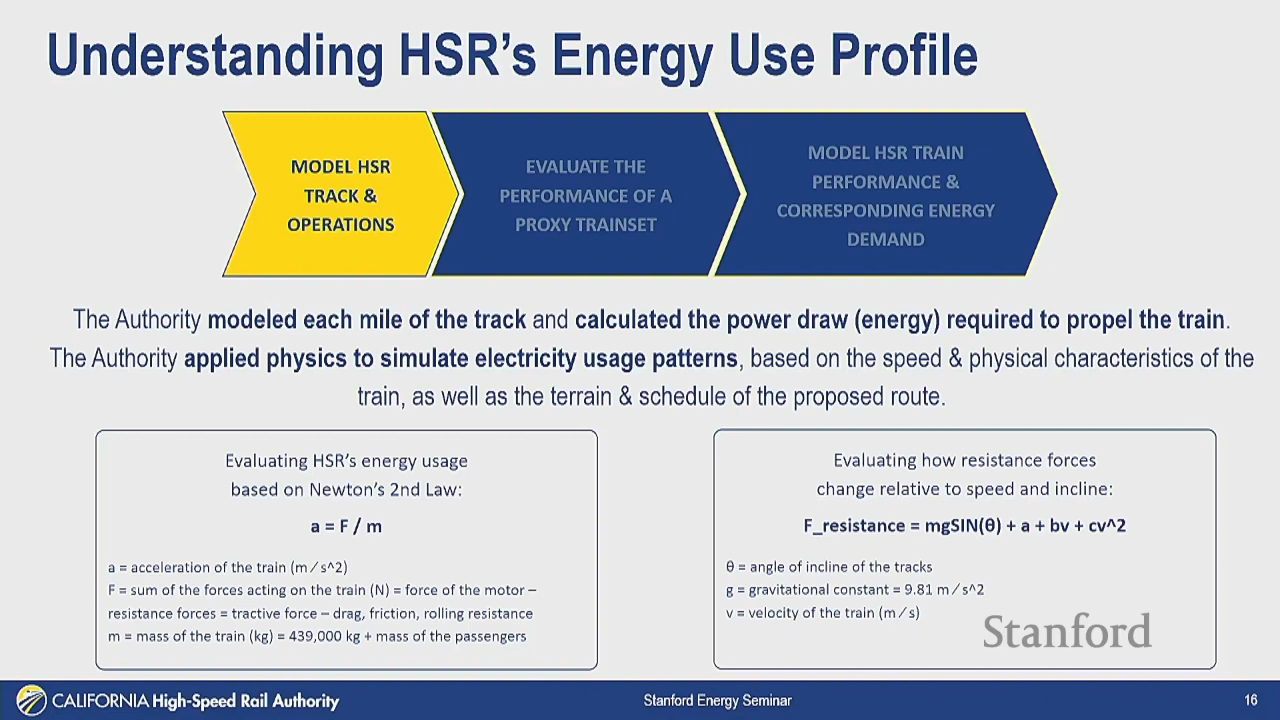 Understanding HSR's Energy Use Profile
MODEL HSR
TRACK &
OPERATIONS
EVALUATE THE
PERFORMANCE OF A
PROXY TRAINSET
MODEL HSR TRAIN
PERFORMANCE &
CORRESPONDING ENERGY
DEMAND
The Authority modeled each mile of the track and calculated the power draw (energy) required to propel the train.
The Authority applied physics to simulate electricity usage patterns, based on the speed & physical characteristics of the
train, as well as the terrain & schedule of the proposed route.
Evaluating HSR's energy usage
based on Newton's 2nd Law:
a = F / m
a = acceleration of the train (m/s^2)
F = sum of the forces acting on the train (N) = force of the motor –
resistance forces = tractive force – drag, friction, rolling resistance
m = mass of the train (kg) = 439,000 kg + mass of the passengers
Evaluating how resistance forces
change relative to speed and incline:
F_resistance = mgSIN(θ) + a + bv + cv^2
θ = angle of incline of the tracks
g = gravitational constant = 9.81 m/s^2
v = velocity of the train (m/s)
Stanford
CALIFORNIA High-Speed Rail Authority
Stanford Energy Seminar
16